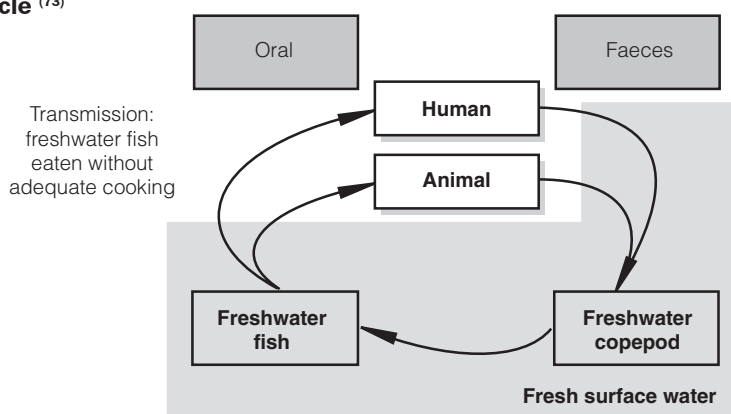 cle (73)
Oral
Faeces
Transmission:
freshwater fish
eaten without
adequate cooking
Human
Animal
Freshwater
fish
Freshwater
copepod
Fresh surface water